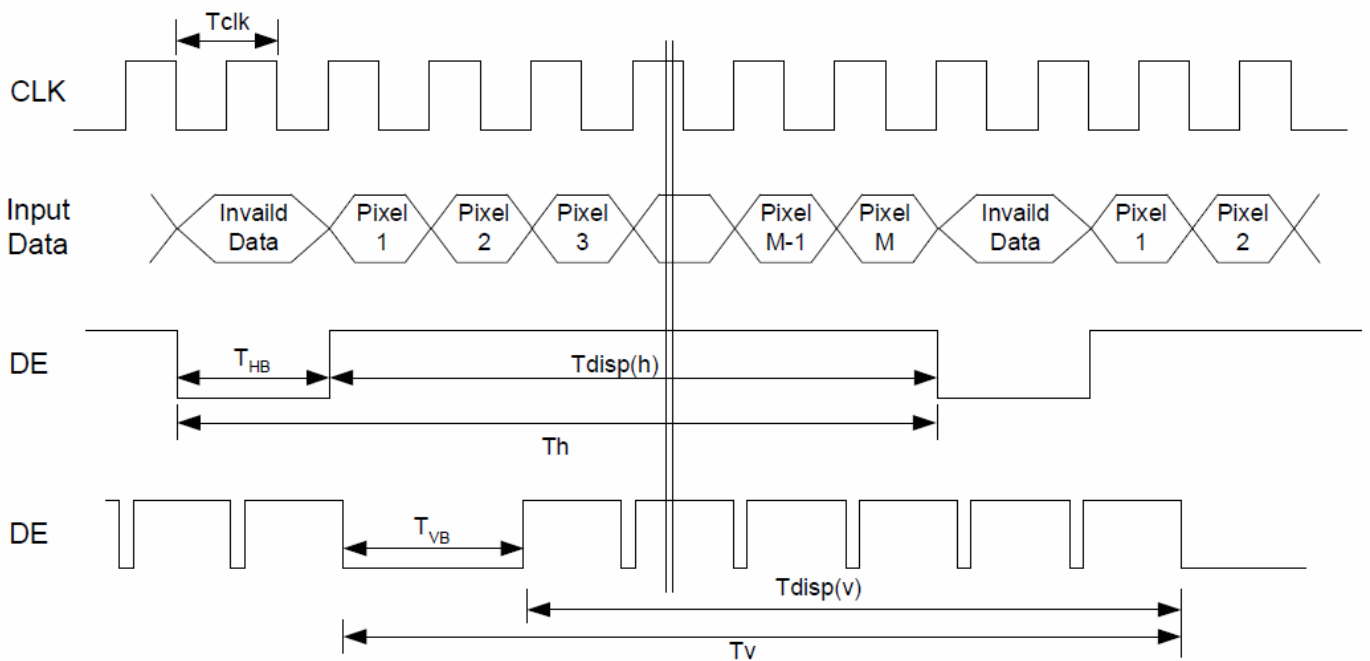 Tclk
CLK
Input
Data
Invaild
Data
Pixel
1
Pixel
2
Pixel
3
Pixel
M-1
Pixel
M
Invaild
Data
Pixel
1
Pixel
2
DE
THB
Tdisp(h)
Th
DE
TVB
Tdisp(v)
Tv